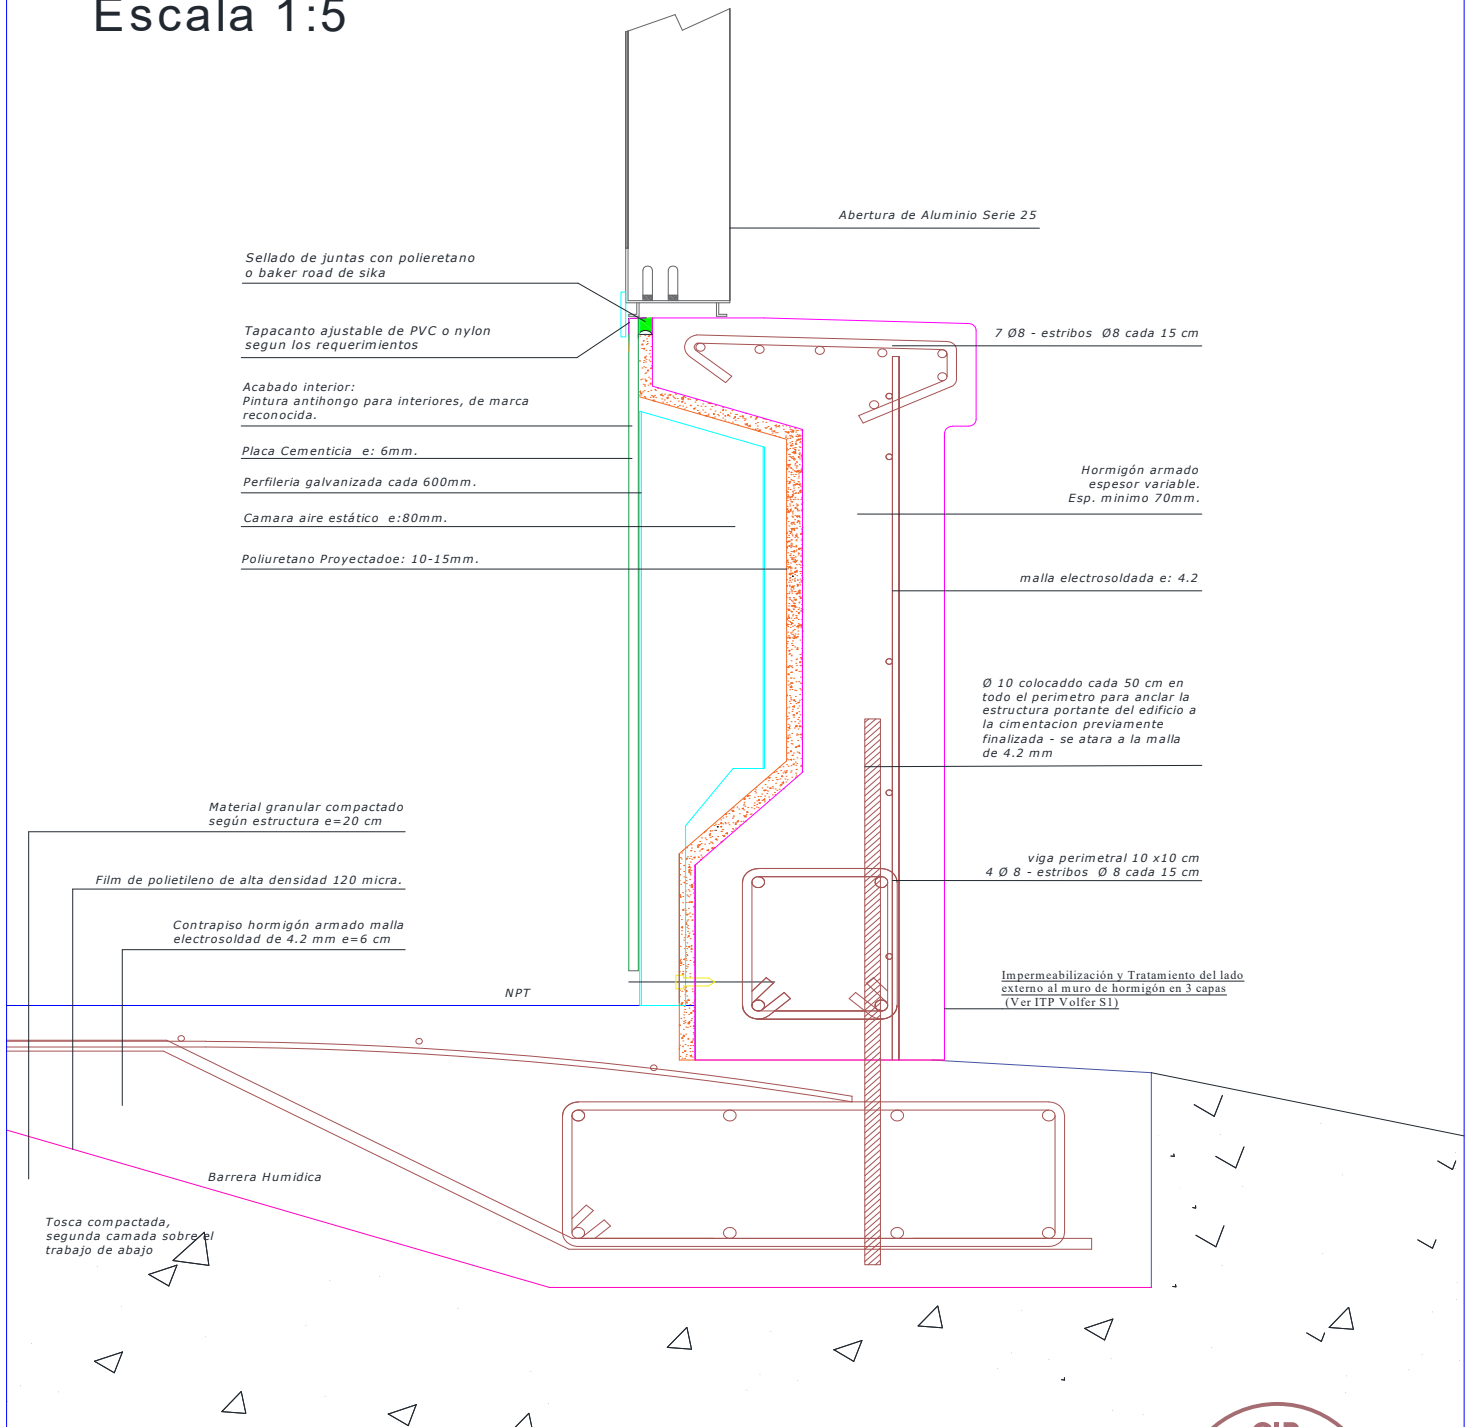 Escala 1:5
Abertura de Aluminio Serie 25
Sellado de juntas con polieretano
o baker road de sika
Tapacanto ajustable de PVC o nylon
segun los requerimientos
7 Ø8 - estribos Ø8 cada 15 cm
Acabado interior:
Pintura antihongo para interiores, de marca
reconocida.
Placa Cementicia e: 6mm.
Perfileria galvanizada cada 600mm.
Camara aire estático e:80mm.
Poliuretano Proyectadoe: 10-15mm.
Hormigón armado
espesor variable.
Esp. minimo 70mm.
malla electrosoldada e: 4.2
Ø 10 colocaddo cada 50 cm en
todo el perimetro para anclar la
estructura portante del edificio a
la cimentacion previamente
finalizada - se atara a la malla
de 4.2 mm
Material granular compactado
según estructura e=20 cm
Film de polietileno de alta densidad 120 micra.
Contrapiso hormigón armado malla
electrosoldad de 4.2 mm e=6 cm
viga perimetral 10 x10 cm
4 Ø 8 - estribos Ø 8 cada 15 cm
Impermeabilización y Tratamiento del lado
externo al muro de hormigón en 3 capas
(Ver ITP Volfer S1)
NPT
Barrera Humidica
Tosca compactada,
segunda camada sobre el
trabajo de abajo